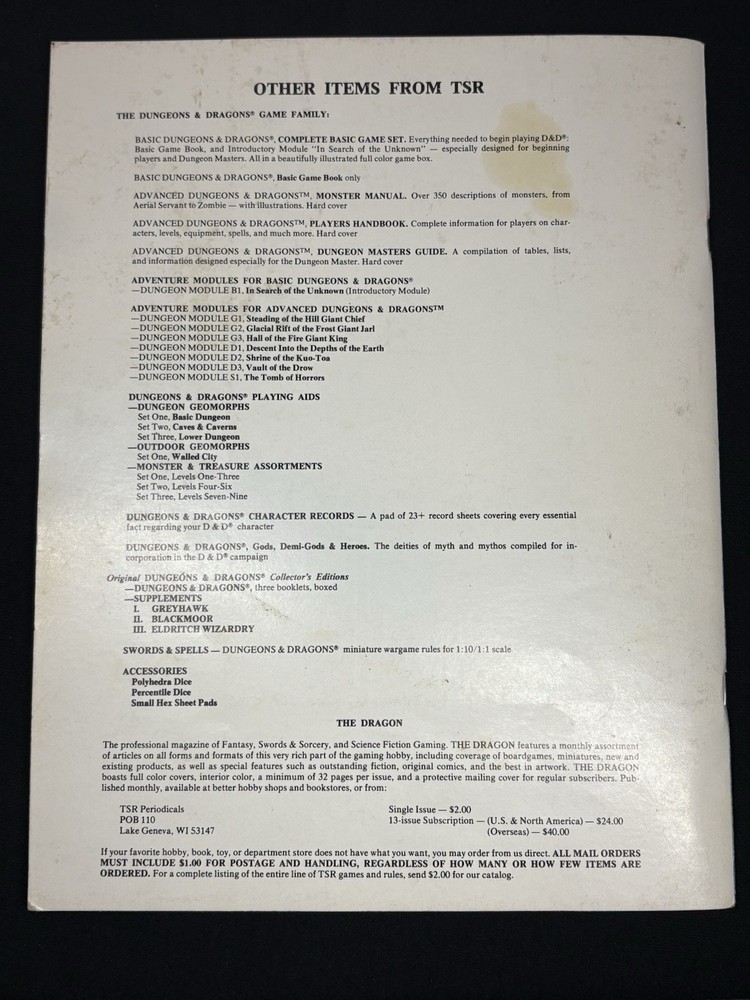 OTHER ITEMS FROM TSR
THE DUNGEONS & DRAGONS® GAME FAMILY:
BASIC DUNGEONS & DRAGONS®, COMPLETE BASIC GAME SET. Everything needed to begin playing D&D®:
Basic Game Book, and Introductory Module "In Search of the Unknown" — especially designed for beginning
players and Dungeon Masters. All in a beautifully illustrated full color game box.
BASIC DUNGEONS & DRAGONS®, Basic Game Book only
ADVANCED DUNGEONS & DRAGONS™, MONSTER MANUAL. Over 350 descriptions of monsters, from
Aerial Servant to Zombie — with illustrations. Hard cover
ADVANCED DUNGEONS & DRAGONS™, PLAYERS HANDBOOK. Complete information for players on char-
acters, levels, equipment, spells, and much more. Hard cover
ADVANCED DUNGEONS & DRAGONS™, DUNGEON MASTERS GUIDE. A compilation of tables, lists,
and information designed especially for the Dungeon Master. Hard cover
ADVENTURE MODULES FOR BASIC DUNGEONS & DRAGONS®
—DUNGEON MODULE B1, In Search of the Unknown (Introductory Module)
ADVENTURE MODULES FOR ADVANCED DUNGEONS & DRAGONS™
—DUNGEON MODULE G1, Steading of the Hill Giant Chief
—DUNGEON MODULE G2, Glacial Rift of the Frost Giant Jarl
—DUNGEON MODULE G3, Hall of the Fire Giant King
—DUNGEON MODULE D1, Descent Into the Depths of the Earth
—DUNGEON MODULE D2, Shrine of the Kuo-Toa
—DUNGEON MODULE D3, Vault of the Drow
—DUNGEON MODULE S1, The Tomb of Horrors
DUNGEONS & DRAGONS® PLAYING AIDS
—DUNGEON GEOMORPHS
Set One, Basic Dungeon
Set Two, Caves & Caverns
Set Three, Lower Dungeon
—OUTDOOR GEOMORPHS
Set One, Walled City
—MONSTER & TREASURE ASSORTMENTS
Set One, Levels One-Three
Set Two, Levels Four-Six
Set Three, Levels Seven-Nine
DUNGEONS & DRAGONS® CHARACTER RECORDS — A pad of 23+ record sheets covering every essential
fact regarding your D & D® character
DUNGEONS & DRAGONS®, Gods, Demi-Gods & Heroes. The deities of myth and mythos compiled for in-
corporation in the D & D® campaign
Original DUNGEONS & DRAGONS® Collector's Editions
—DUNGEONS & DRAGONS®, three booklets, boxed
—SUPPLEMENTS
I. GREYHAWK
II. BLACKMOOR
III. ELDRITCH WIZARDRY
SWORDS & SPELLS — DUNGEONS & DRAGONS® miniature wargame rules for 1:10/1:1 scale
ACCESSORIES
Polyhedra Dice
Percentile Dice
Small Hex Sheet Pads
THE DRAGON
The professional magazine of Fantasy, Swords & Sorcery, and Science Fiction Gaming. THE DRAGON features a monthly assortment
of articles on all forms and formats of this very rich part of the gaming hobby, including coverage of boardgames, miniatures, new and
existing products, as well as special features such as outstanding fiction, original comics, and the best in artwork. THE DRAGON
boasts full color covers, interior color, a minimum of 32 pages per issue, and a protective mailing cover for regular subscribers. Pub-
lished monthly, available at better hobby shops and bookstores, or from:
TSR Periodicals
POB 110
Lake Geneva, WI 53147
Single Issue — $2.00
13-issue Subscription — (U.S. & North America) — $24.00
(Overseas) — $40.00
If your favorite hobby, book, toy, or department store does not have what you want, you may order from us direct. ALL MAIL ORDERS
MUST INCLUDE $1.00 FOR POSTAGE AND HANDLING, REGARDLESS OF HOW MANY OR HOW FEW ITEMS ARE
ORDERED. For a complete listing of the entire line of TSR games and rules, send $2.00 for our catalog.